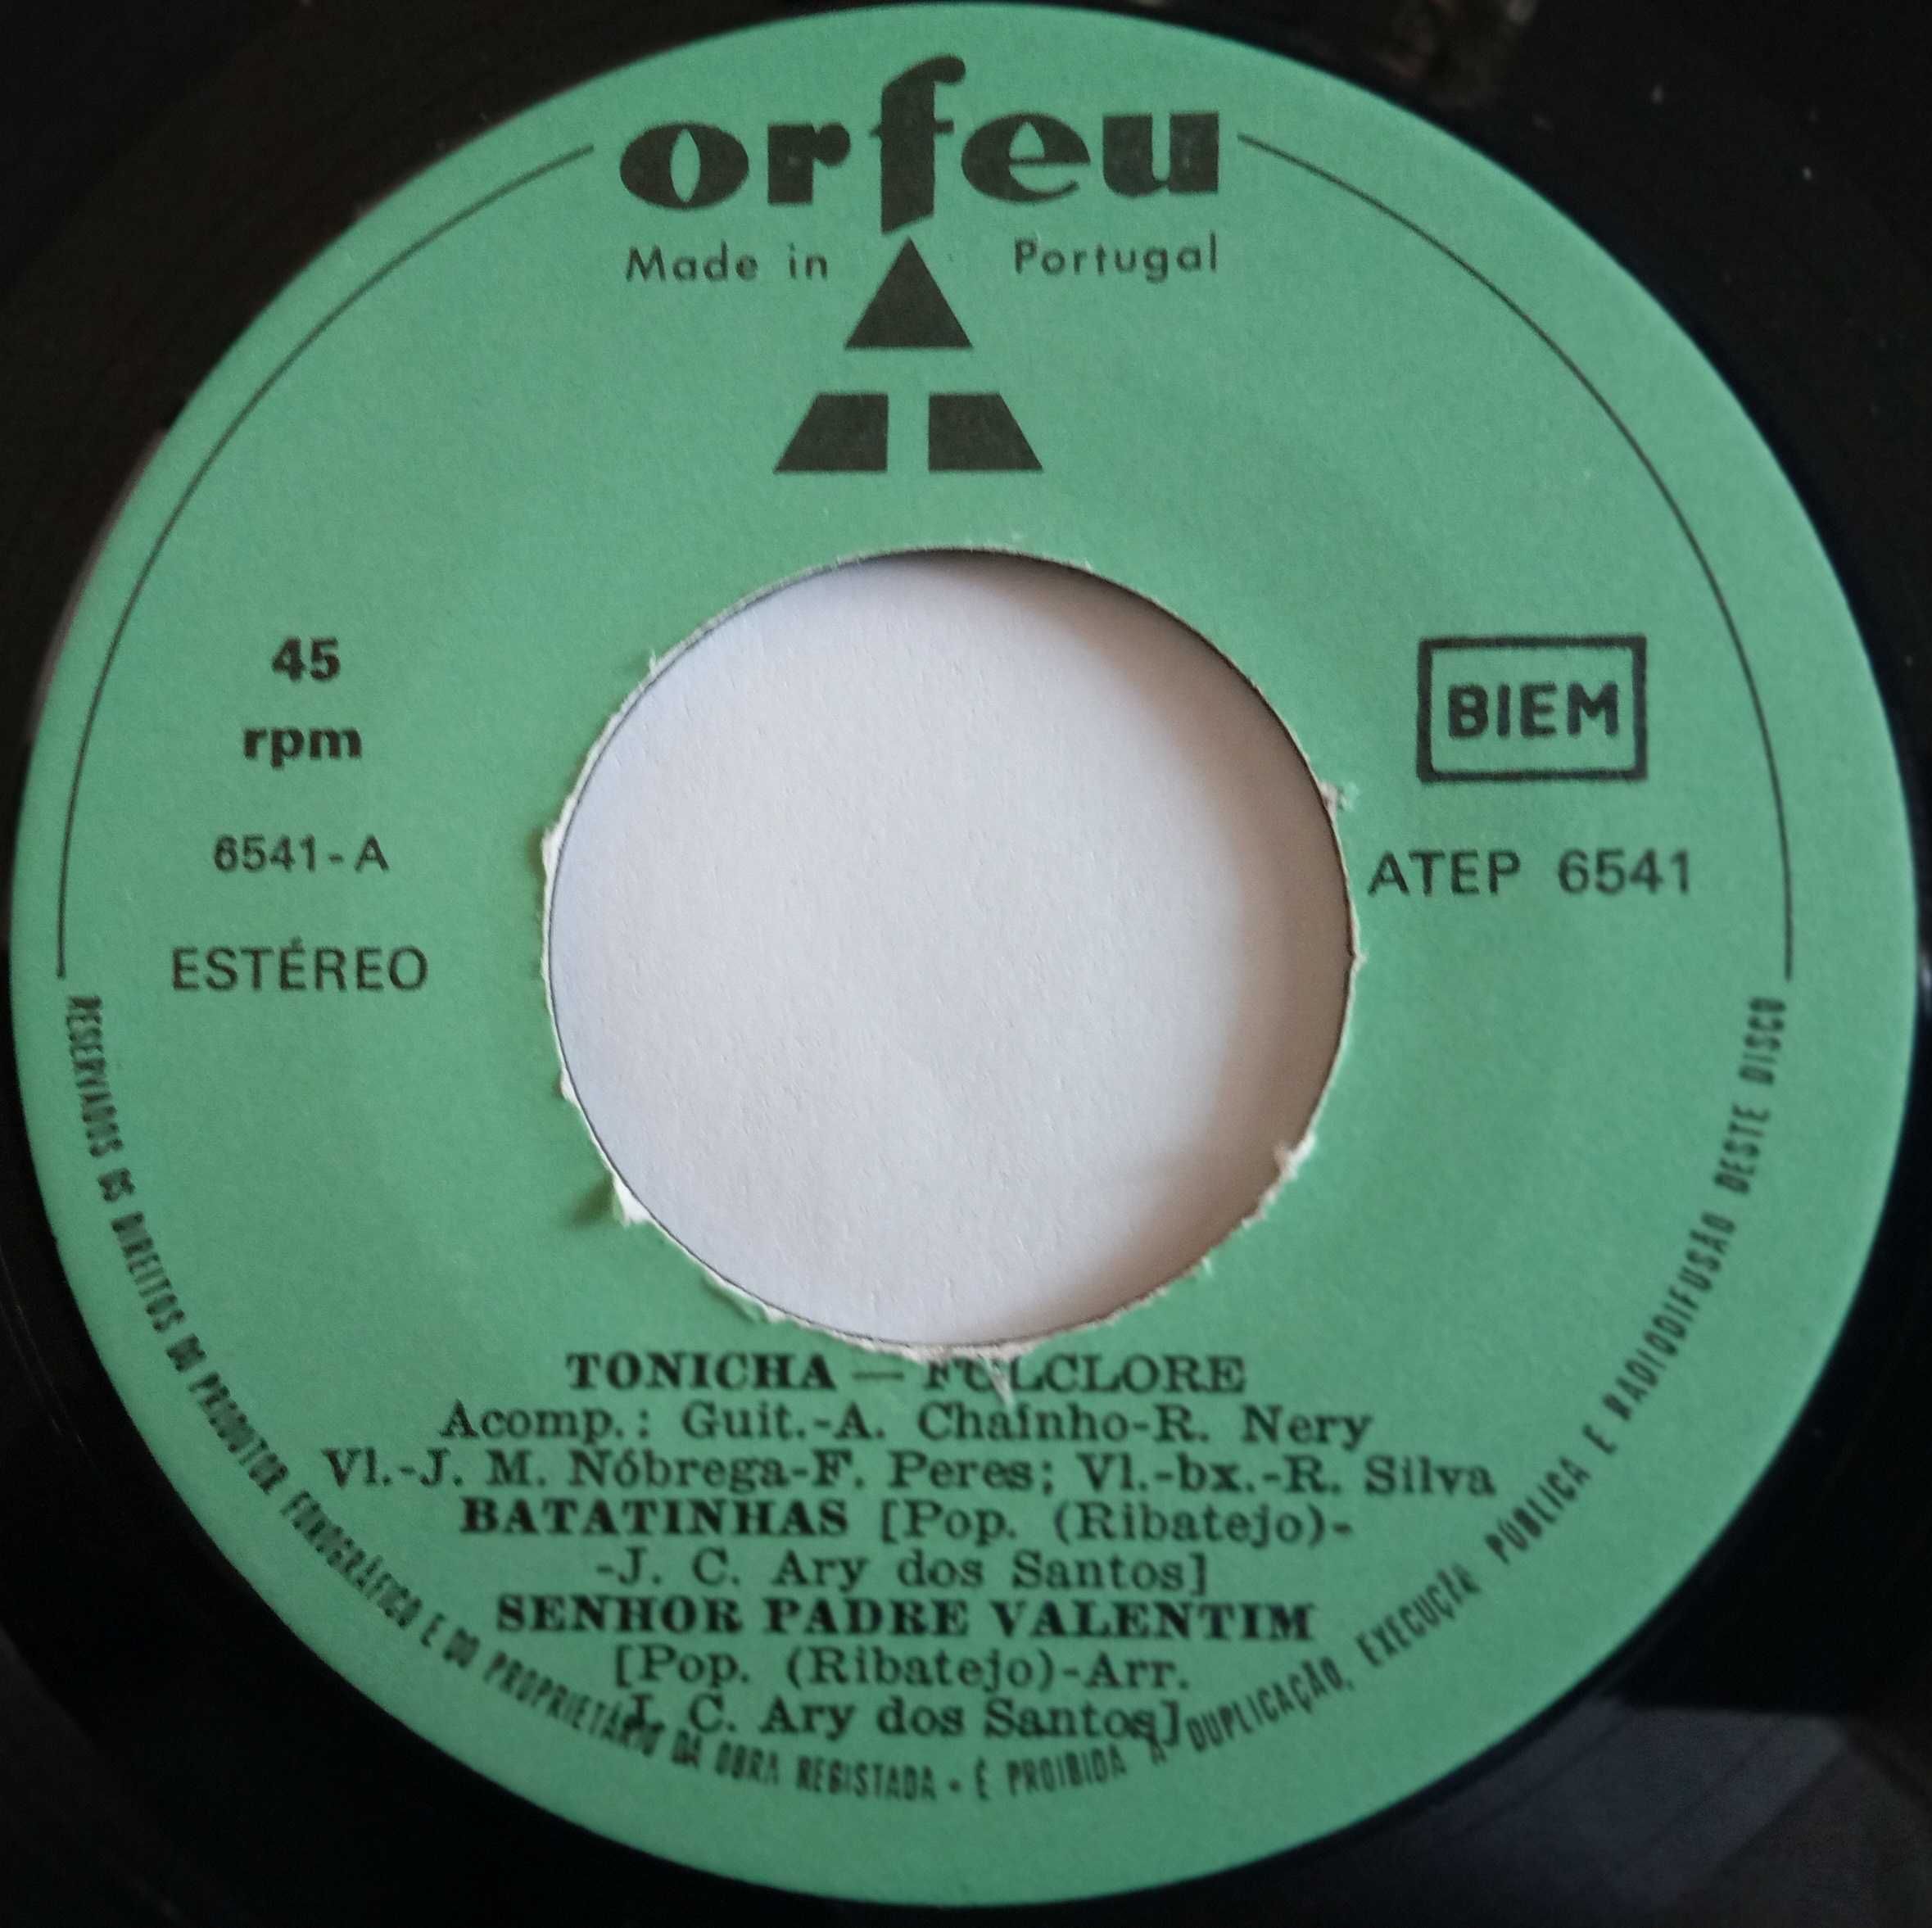 orfeu
Made in Portugal
45
rpm
6541-A
ESTÉREO
BIEM
ATEP 6541
TONICHA — FOLCLORE
Acomp.: Guit.-A. Chaínho-R. Nery
Vl.-J. M. Nóbrega-F. Peres; Vl.-bx.-R. Silva
BATATINHAS [Pop. (Ribatejo)-
-J. C. Ary dos Santos]
SENHOR PADRE VALENTIM
[Pop. (Ribatejo)-Arr.
J. C. Ary dos Santos]
RESERVADOS OS DIREITOS DO PRODUTOR FONOGRÁFICO E DO PROPRIETÁRIO DA OBRA REGISTADA - É PROIBIDA A DUPLICAÇÃO, EXECUÇÃO PÚBLICA E RADIODIFUSÃO DESTE DISCO